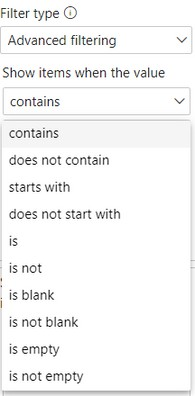 Filter type
Advanced filtering
Show items when the value
contains
contains
does not contain
starts with
does not start with
is
is not
is blank
is not blank
is empty
is not empty